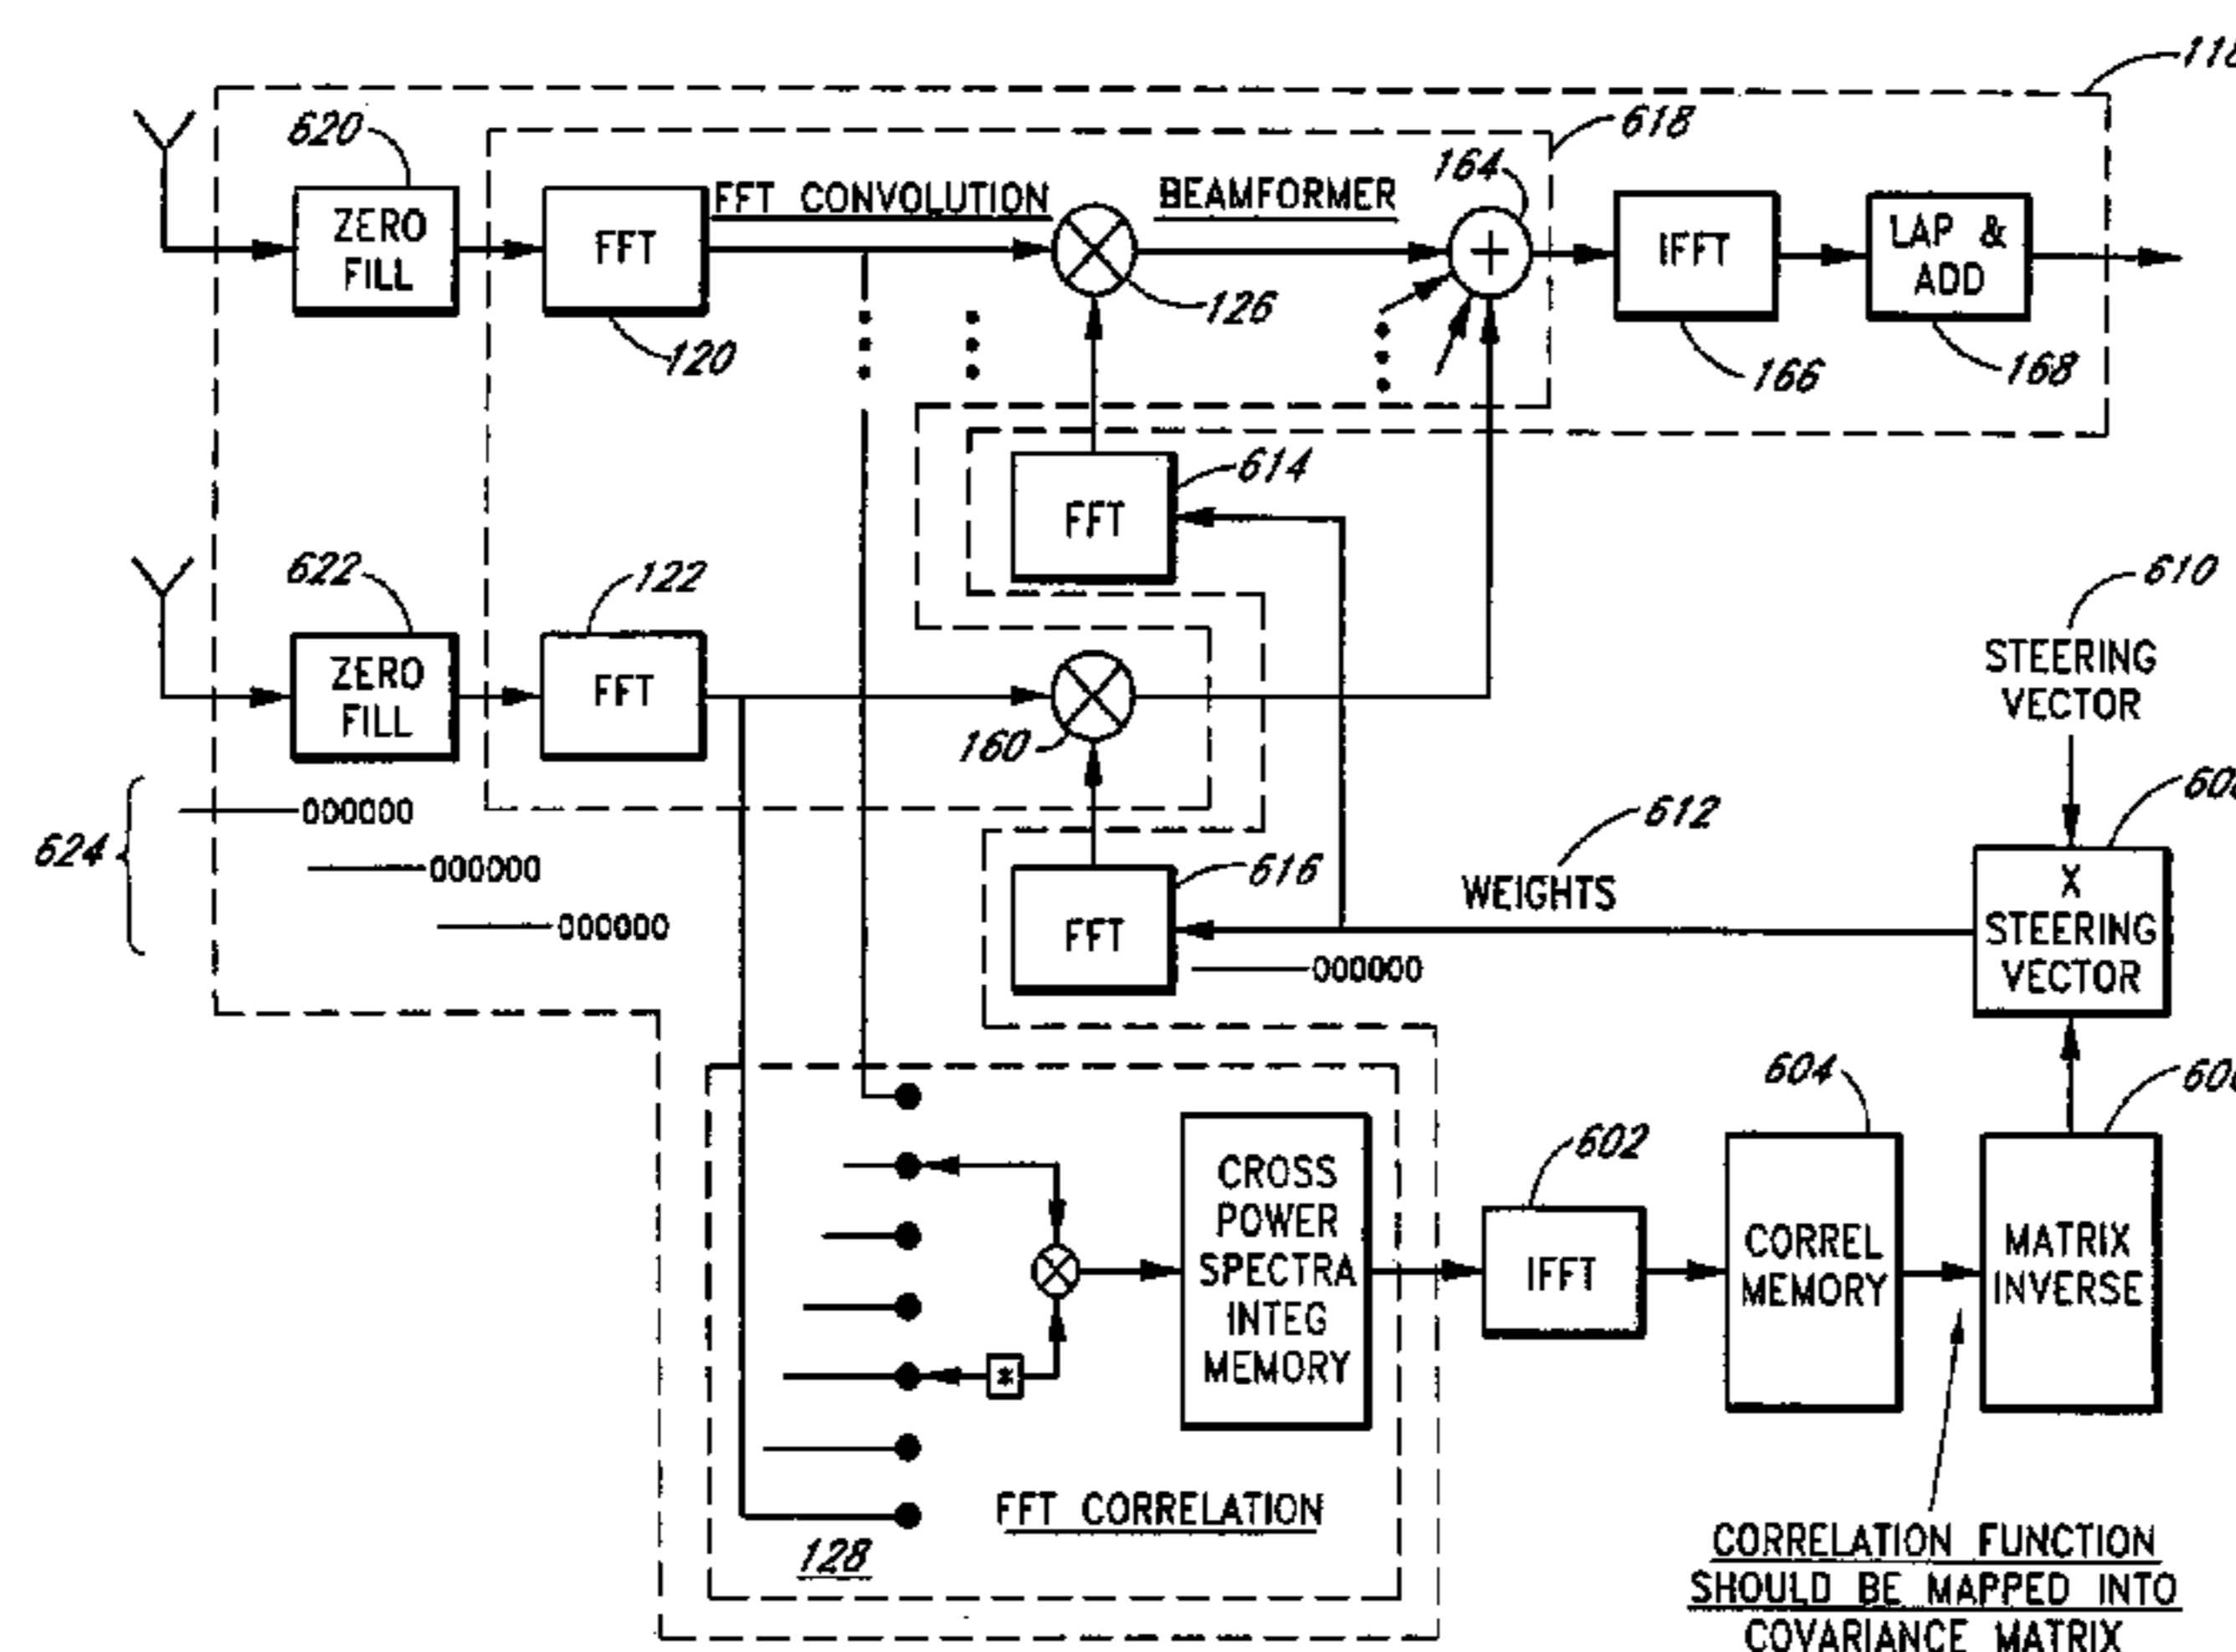 118
620
618
164
ZERO
FILL
FFT
FFT CONVOLUTION
BEAMFORMER
+
IFFT
LAP &
ADD
120
126
166
168
614
FFT
622
122
610
STEERING
VECTOR
ZERO
FILL
FFT
160
624
000000
000000
000000
616
FFT
000000
612
WEIGHTS
X
STEERING
VECTOR
604
602
CROSS
POWER
SPECTRA
INTEG
MEMORY
IFFT
CORREL
MEMORY
MATRIX
INVERSE
*
FFT CORRELATION
128
CORRELATION FUNCTION
SHOULD BE MAPPED INTO
COVARIANCE MATRIX